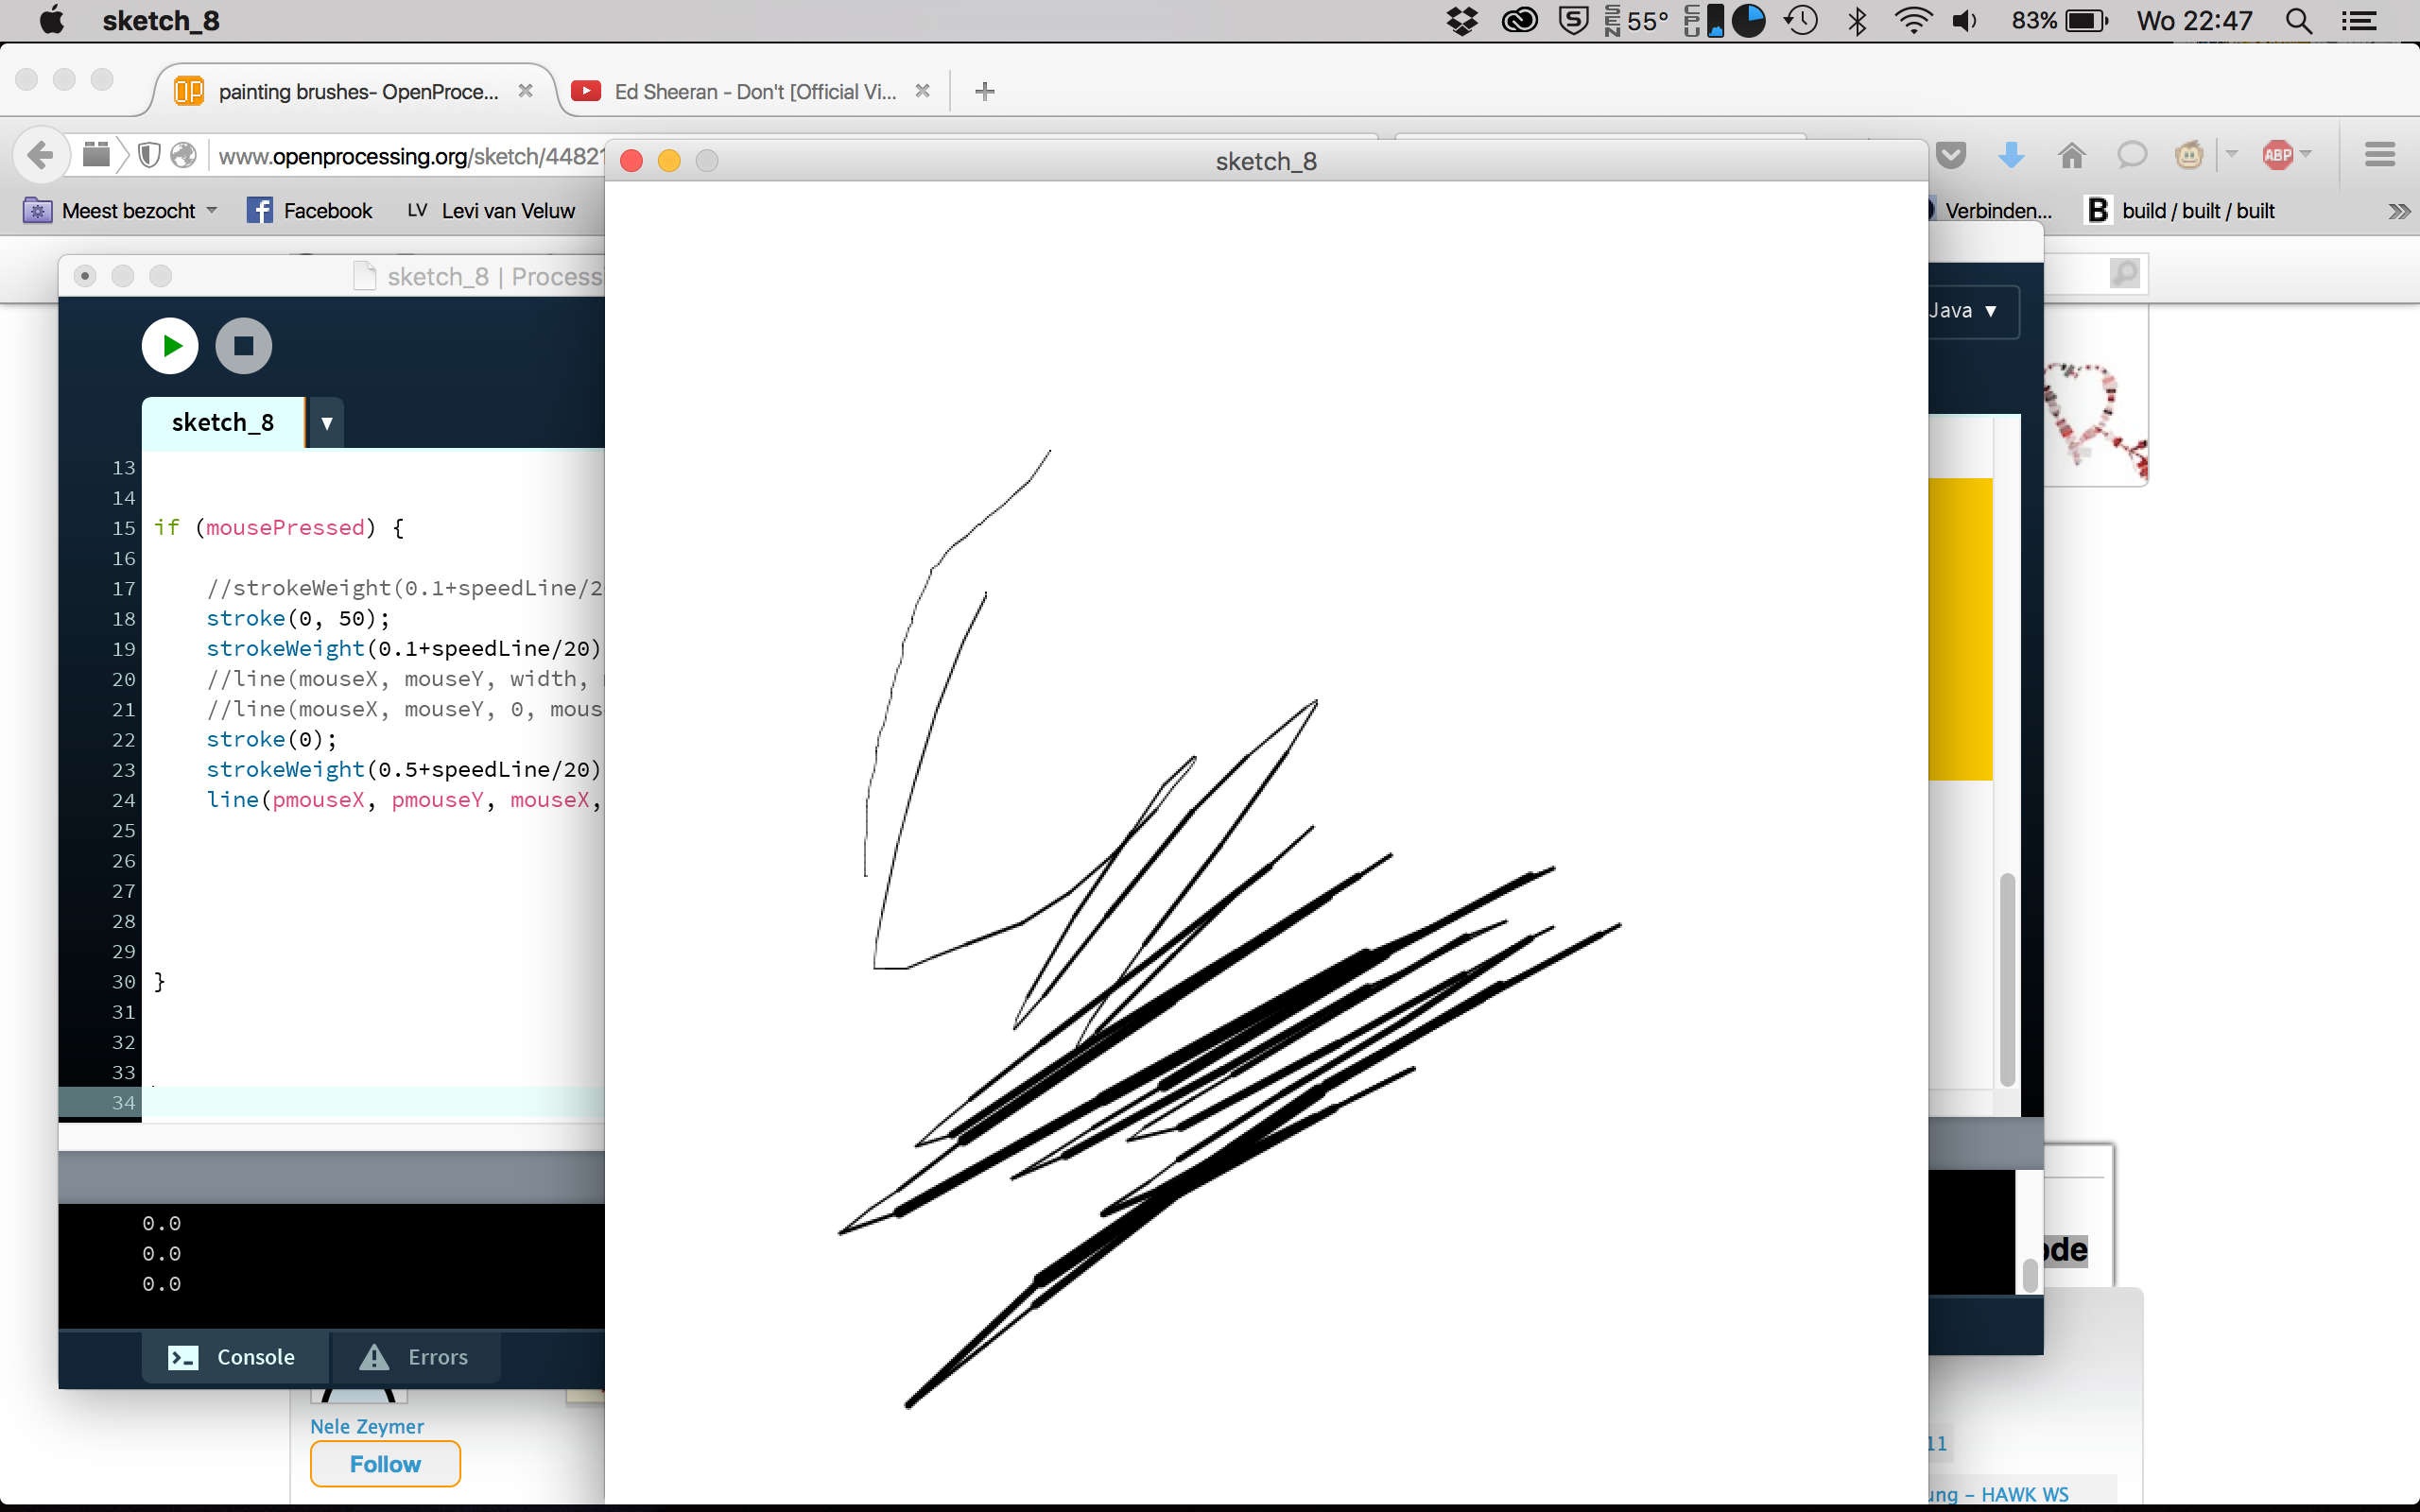 sketch_8
SEN 55° CPU 83% Wo 22:47
painting brushes- OpenProce... Ed Sheeran - Don't [Official Vi...
www.openprocessing.org/sketch/44821
sketch_8
ABP
Meest bezocht Facebook LV Levi van Veluw Verbinden... B build / built / built
sketch_8 | Process
Java
sketch_8
13
14
15 if (mousePressed) {
16
17 //strokeWeight(0.1+speedLine/2
18 stroke(0, 50);
19 strokeWeight(0.1+speedLine/20)
20 //line(mouseX, mouseY, width,
21 //line(mouseX, mouseY, 0, mous
22 stroke(0);
23 strokeWeight(0.5+speedLine/20)
24 line(pmouseX, pmouseY, mouseX,
25
26
27
28
29
30 }
31
32
33
34
0.0
0.0
0.0
ode
Console Errors
Nele Zeymer
Follow
11
ung – HAWK WS